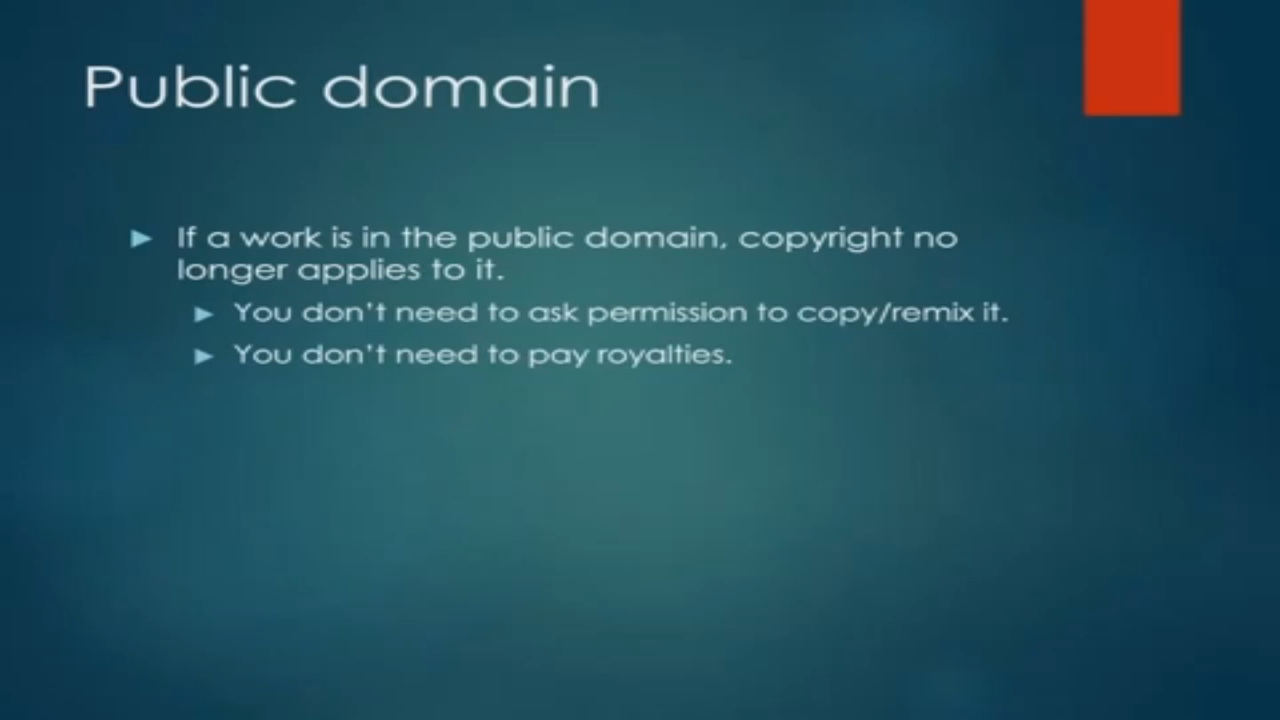 Public domain
If a work is in the public domain, copyright no
longer applies to it.
You don't need to ask permission to copy/remix it.
You don't need to pay royalties.